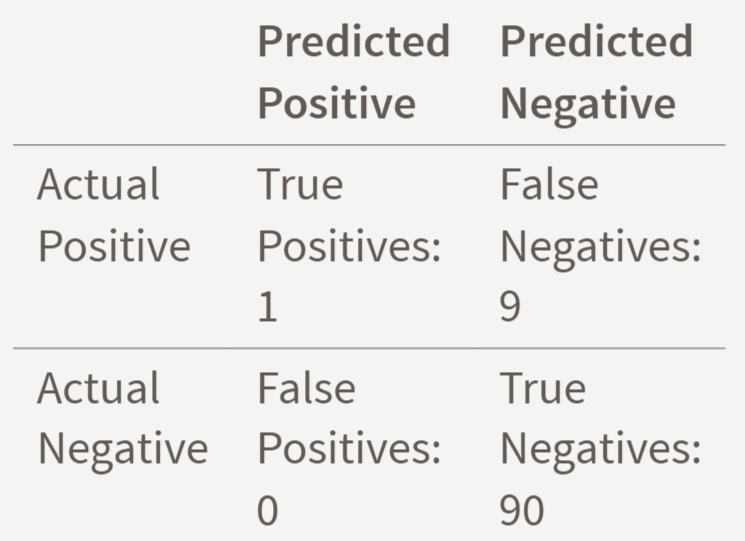 Predicted Positive
Predicted Negative
Actual Positive
True Positives: 1
False Negatives: 9
Actual Negative
False Positives: 0
True Negatives: 90